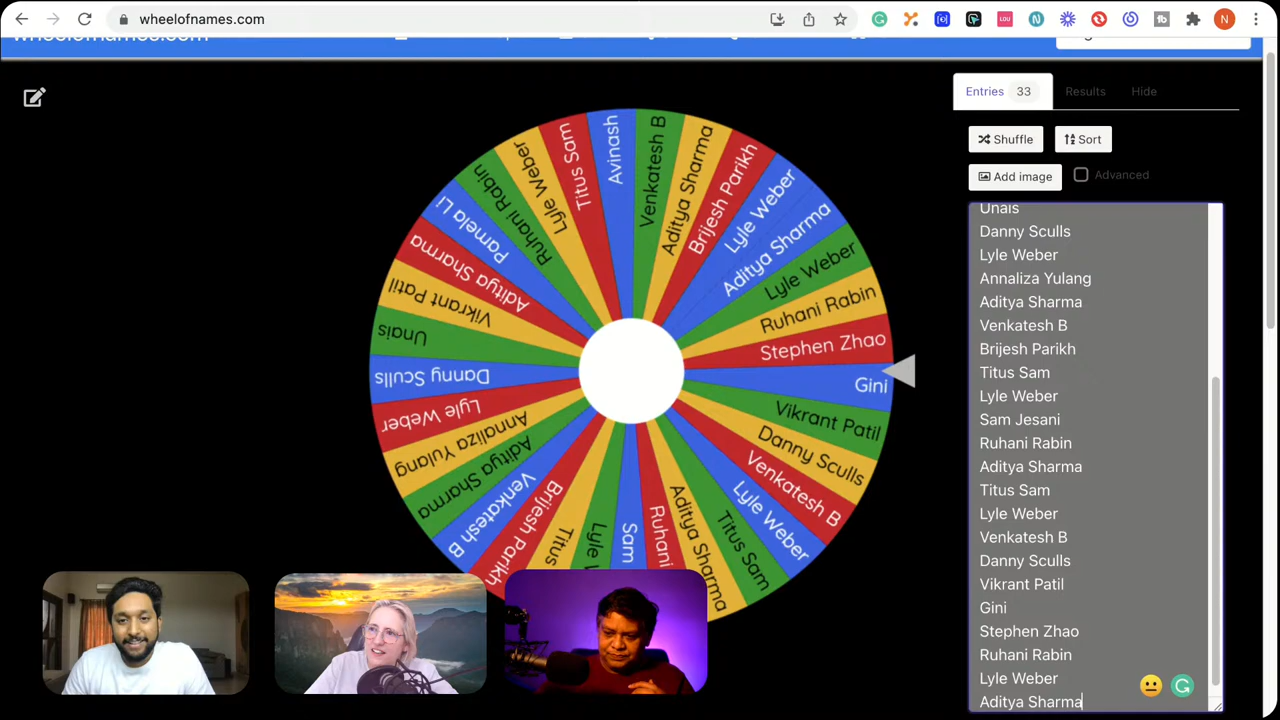 wheelofnames.com
N
wheelofnames.com
Entries 33
Results
Hide
Shuffle
Sort
Add image
Advanced
Unais
Danny Sculls
Lyle Weber
Annaliza Yulang
Aditya Sharma
Venkatesh B
Brijesh Parikh
Titus Sam
Lyle Weber
Sam Jesani
Ruhani Rabin
Aditya Sharma
Titus Sam
Lyle Weber
Venkatesh B
Danny Sculls
Vikrant Patil
Gini
Stephen Zhao
Ruhani Rabin
Lyle Weber
Aditya Sharma
Avinash
Venkatesh B
Aditya Sharma
Brijesh Parikh
Lyle Weber
Aditya Sharma
Lyle Weber
Ruhani Rabin
Stephen Zhao
Gini
Vikrant Patil
Danny Sculls
Venkatesh B
Lyle Weber
Titus Sam
Aditya Sharma
Ruhani
Sam
Lyle
Titus
Brijesh Parikh
Venkatesh B
Aditya Sharma
Annaliza Yulang
Lyle Weber
Danny Sculls
Unais
Vikrant Patil
Aditya Sharma
Pamela Li
Ruhani Rabin
Lyle Weber
Titus Sam